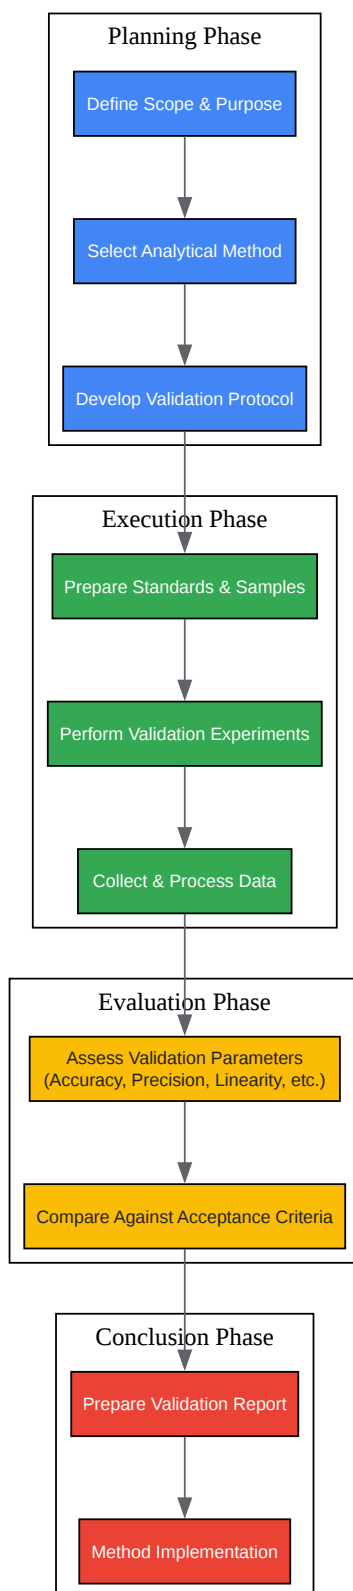 Planning Phase
Define Scope & Purpose
Select Analytical Method
Develop Validation Protocol
Execution Phase
Prepare Standards & Samples
Perform Validation Experiments
Collect & Process Data
Evaluation Phase
Assess Validation Parameters
(Accuracy, Precision, Linearity, etc.)
Compare Against Acceptance Criteria
Conclusion Phase
Prepare Validation Report
Method Implementation